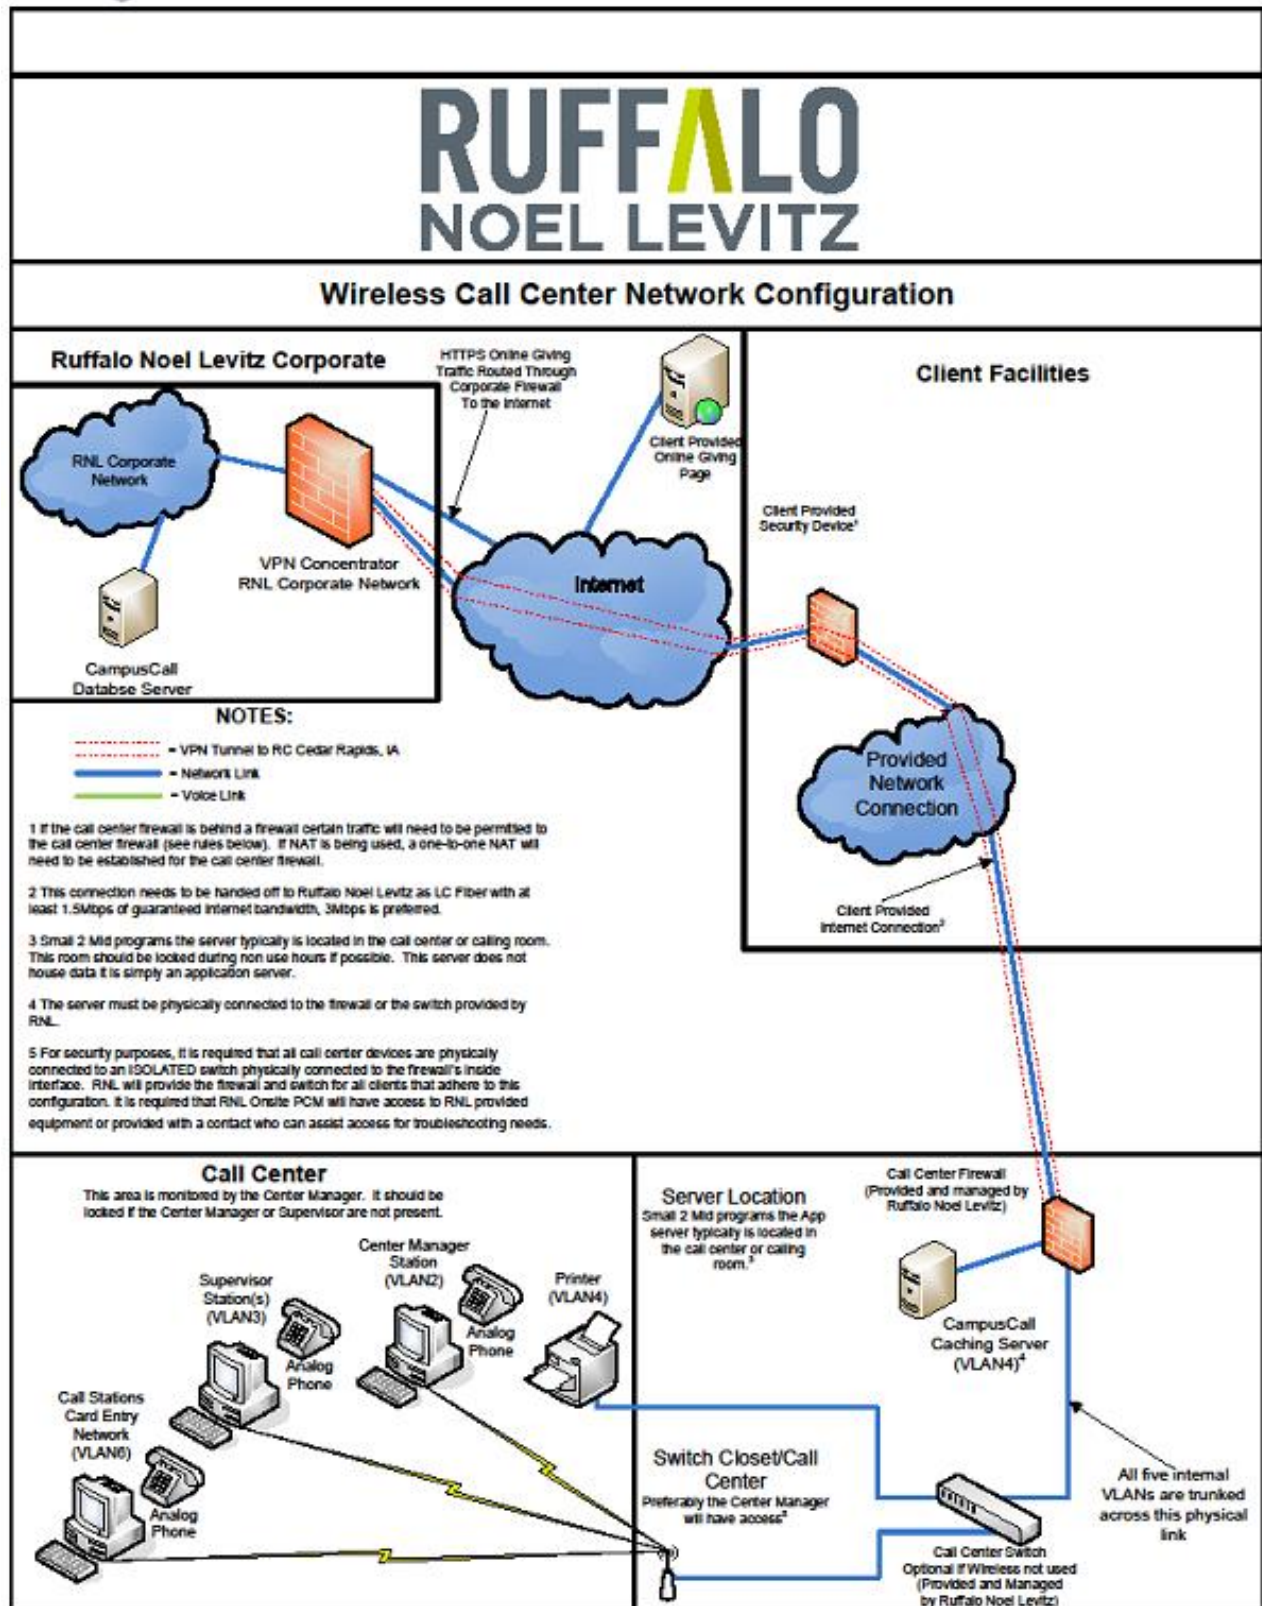 RUFFALO
NOEL LEVITZ
Wireless Call Center Network Configuration
Ruffalo Noel Levitz Corporate
HTTPS Online Giving
Traffic Routed Through
Corporate Firewall
To the Internet
Client Facilities
RNL Corporate
Network
Client Provided
Online Giving
Page
Client Provided
Security Device¹
VPN Concentrator
RNL Corporate Network
Internet
CampusCall
Databse Server
NOTES:
= VPN Tunnel to RC Cedar Rapids, IA
= Network Link
= Voice Link
Provided
Network
Connection
1 If the call center firewall is behind a firewall certain traffic will need to be permitted to
the call center firewall (see rules below). If NAT is being used, a one-to-one NAT will
need to be established for the call center firewall.
2 This connection needs to be handed off to Ruffalo Noel Levitz as LC Fiber with at
least 1.5Mbps of guaranteed internet bandwidth, 3Mbps is preferred.
Client Provided
Internet Connection²
3 Small 2 Mid programs the server typically is located in the call center or calling room.
This room should be locked during non use hours if possible. This server does not
house data it is simply an application server.
4 The server must be physically connected to the firewall or the switch provided by
RNL.
5 For security purposes, it is required that all call center devices are physically
connected to an ISOLATED switch physically connected to the firewall's inside
interface. RNL will provide the firewall and switch for all clients that adhere to this
configuration. It is required that RNL Onsite PCM will have access to RNL provided
equipment or provided with a contact who can assist access for troubleshooting needs.
Call Center
This area is monitored by the Center Manager. It should be
locked if the Center Manager or Supervisor are not present.
Server Location
Small 2 Mid programs the App
server typically is located in
the call center or calling
room.³
Call Center Firewall
(Provided and managed by
Ruffalo Noel Levitz)
Center Manager
Station
(VLAN2)
Supervisor
Station(s)
(VLAN3)
Printer
(VLAN4)
Analog
Phone
Analog
Phone
CampusCall
Caching Server
(VLAN4)⁴
Call Stations
Card Entry
Network
(VLAN6)
Analog
Phone
Switch Closet/Call
Center
Preferably the Center Manager
will have access⁵
All five internal
VLANs are trunked
across this physical
link
Call Center Switch
Optional if Wireless not used
(Provided and Managed
by Ruffalo Noel Levitz)